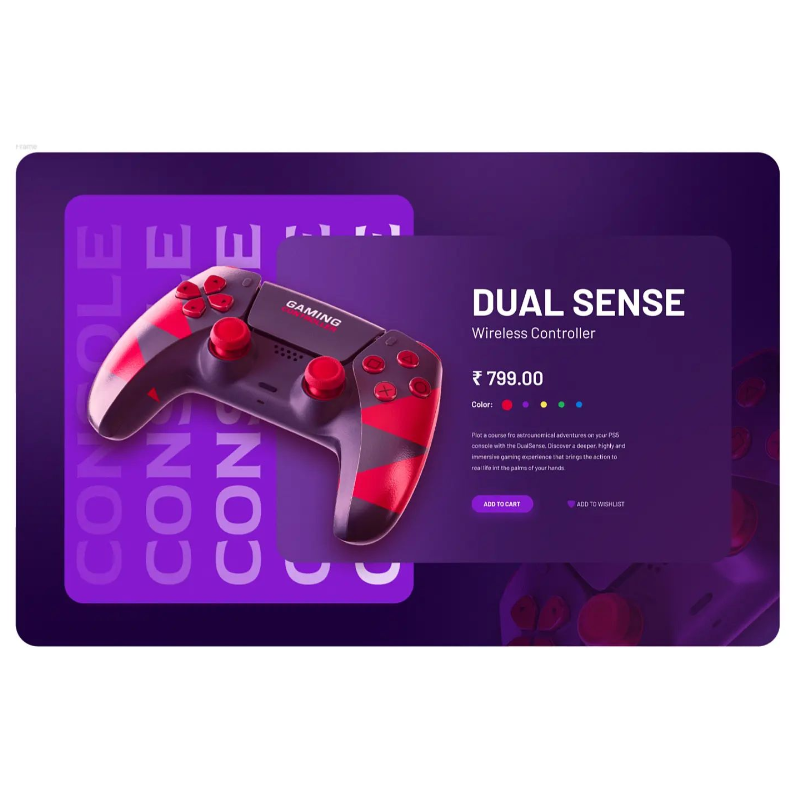 Frame
CONSOLE
CONSOLE
CONSOLE
GAMING
DUAL SENSE
Wireless Controller
₹ 799.00
Color:
Plot a course fro astrounomical adventures on your PS5
console with the DualSense. Discover a deeper, highly and
immersive gaming experience that brings the action to
real life int the palms of your hands.
ADD TO CART
ADD TO WISHLIST